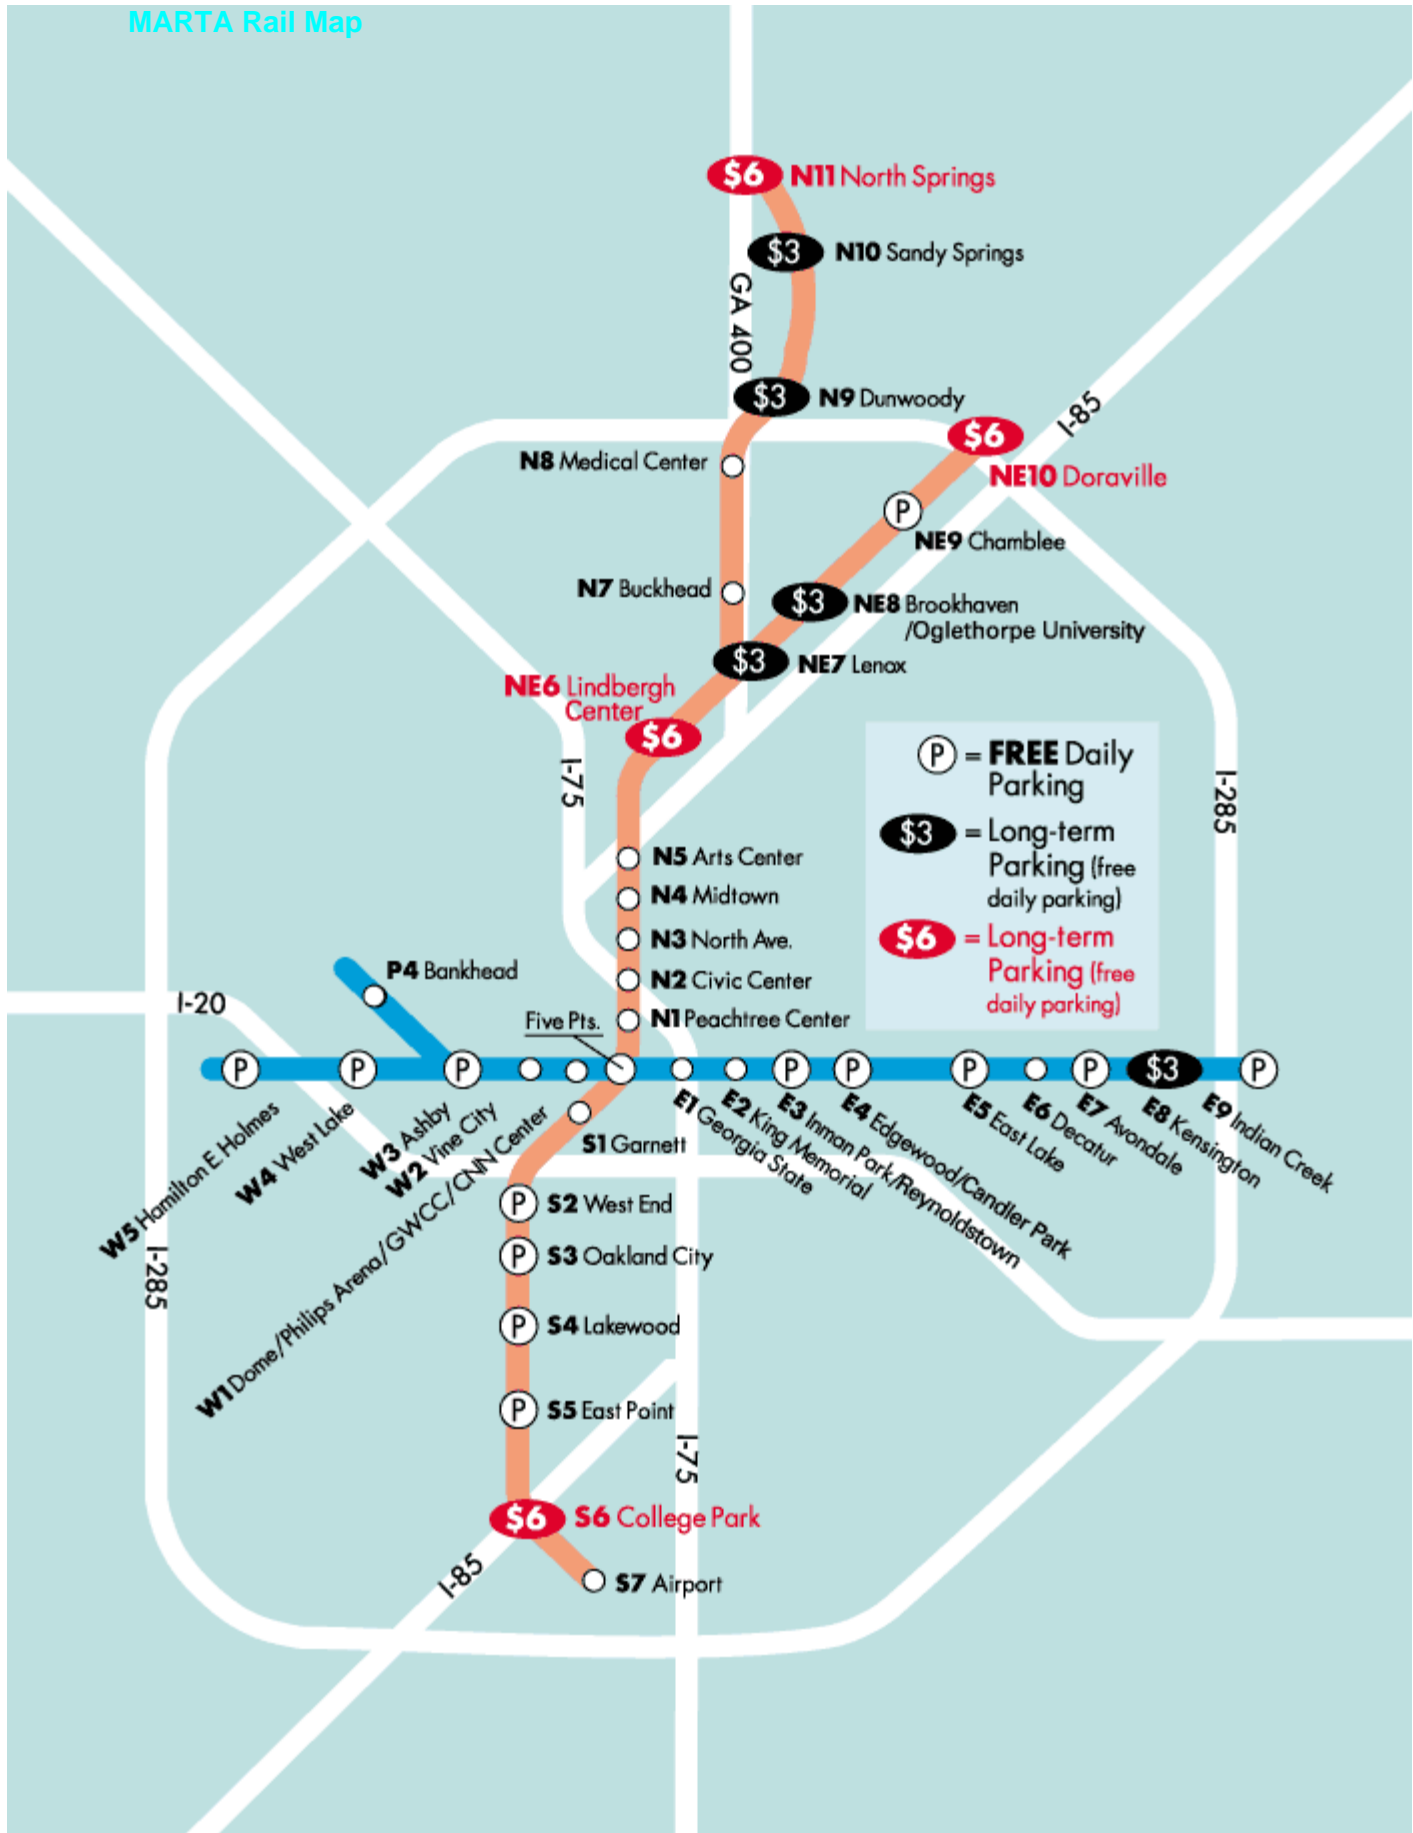 MARTA Rail Map
$6 N11 North Springs
$3 N10 Sandy Springs
GA 400
$3 N9 Dunwoody
I-85
$6
NE10 Doraville
N8 Medical Center
P
NE9 Chamblee
N7 Buckhead
$3 NE8 Brookhaven
/Oglethorpe University
$3 NE7 Lenox
NE6 Lindbergh
Center
$6
I-75
I-285
P = FREE Daily
Parking
$3 = Long-term
Parking (free
daily parking)
$6 = Long-term
Parking (free
daily parking)
N5 Arts Center
N4 Midtown
N3 North Ave.
N2 Civic Center
N1 Peachtree Center
P4 Bankhead
I-20
Five Pts.
P P P P P P P $3 P
W5 Hamilton E. Holmes
W4 West Lake
W3 Ashby
W2 Vine City
W1 Dome/Philips Arena/GWCC/CNN Center
E1 Georgia State
E2 King Memorial
E3 Inman Park/Reynoldstown
E4 Edgewood/Candler Park
E5 East Lake
E6 Decatur
E7 Avondale
E8 Kensington
E9 Indian Creek
S1 Garnett
P S2 West End
P S3 Oakland City
I-285
P S4 Lakewood
P S5 East Point
I-75
$6 S6 College Park
I-85
S7 Airport